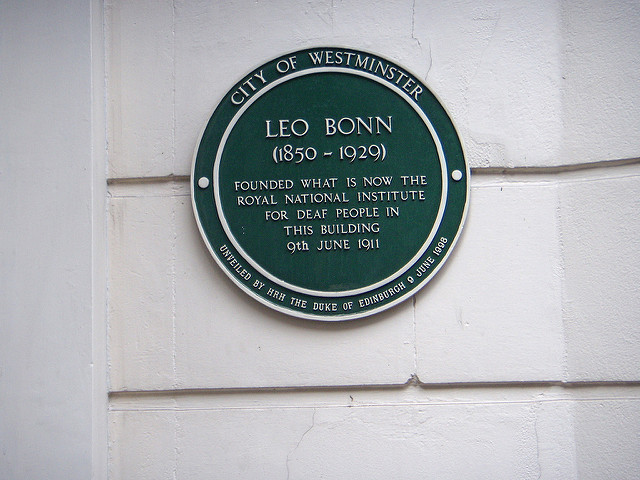 CITY OF WESTMINSTER
LEO BONN
(1850 - 1929)
FOUNDED WHAT IS NOW THE
ROYAL NATIONAL INSTITUTE
FOR DEAF PEOPLE IN
THIS BUILDING
9th JUNE 1911
UNVEILED BY HRH THE DUKE OF EDINBURGH 9 JUNE 1998